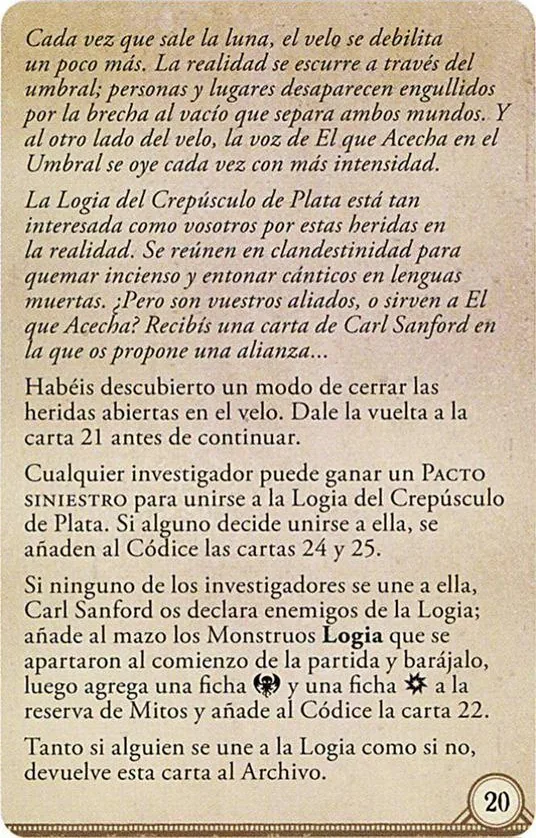 Cada vez que sale la luna, el velo se debilita
un poco más. La realidad se escurre a través del
umbral; personas y lugares desaparecen engullidos
por la brecha al vacío que separa ambos mundos. Y
al otro lado del velo, la voz de El que Acecha en el
Umbral se oye cada vez con más intensidad.
La Logia del Crepúsculo de Plata está tan
interesada como vosotros por estas heridas en
la realidad. Se reúnen en clandestinidad para
quemar incienso y entonar cánticos en lenguas
muertas. ¿Pero son vuestros aliados, o sirven a El
que Acecha? Recibís una carta de Carl Sanford en
la que os propone una alianza...
Habéis descubierto un modo de cerrar las
heridas abiertas en el velo. Dale la vuelta a la
carta 21 antes de continuar.
Cualquier investigador puede ganar un PACTO
SINIESTRO para unirse a la Logia del Crepúsculo
de Plata. Si alguno decide unirse a ella, se
añaden al Códice las cartas 24 y 25.
Si ninguno de los investigadores se une a ella,
Carl Sanford os declara enemigos de la Logia;
añade al mazo los Monstruos Logia que se
apartaron al comienzo de la partida y barájalo,
luego agrega una ficha y una ficha a la
reserva de Mitos y añade al Códice la carta 22.
Tanto si alguien se une a la Logia como si no,
devuelve esta carta al Archivo.
20